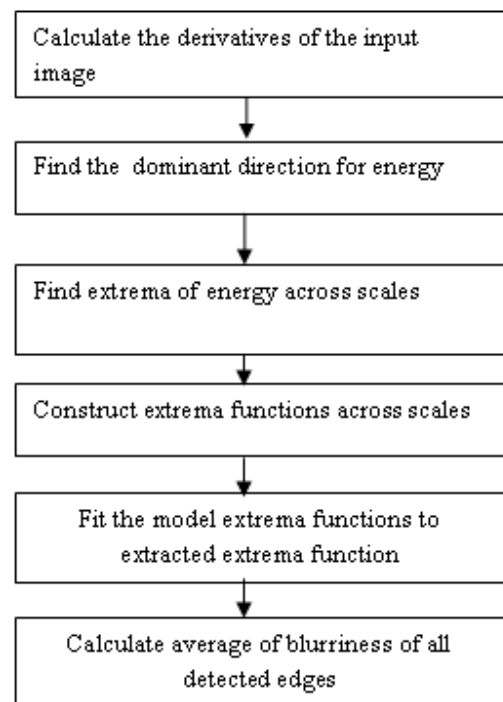 Calculate the derivatives of the input
image
Find the dominant direction for energy
Find extrema of energy across scales
Construct extrema functions across scales
Fit the model extrema functions to
extracted extrema function
Calculate average of blurriness of all
detected edges